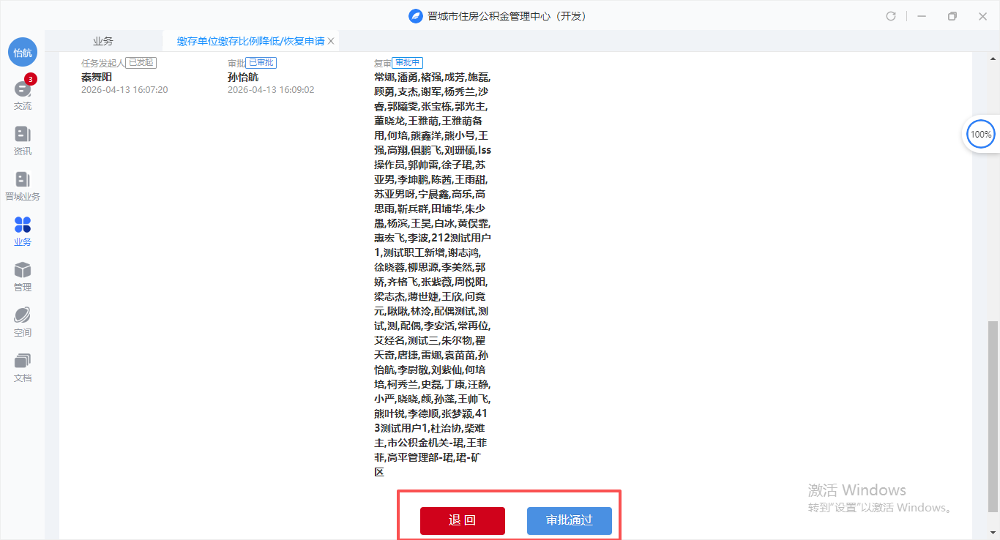 晋城市住房公积金管理中心（开发）
业务
缴存单位缴存比例降低/恢复申请
怡航
3
交流
资讯
晋城业务
业务
管理
空间
文档
任务发起人 已发起
秦舞阳
2026-04-13 16:07:20
审批 已审批
孙怡航
2026-04-13 16:09:02
复审 审批中
常娜,潘勇,褚强,成芳,施磊,
顾勇,支杰,谢军,杨秀兰,沙
睿,郭曦雯,张宝栋,郭光主,
董晓龙,王雅萌,王雅萌备
用,何培,熊鑫洋,熊小号,王
强,高翔,俱鹏飞,刘珊硕,lss
操作员,郭帅雷,徐子珺,苏
亚男,李坤鹏,陈茜,王雨甜,
苏亚男呀,宁晨鑫,高乐,高
思雨,靳兵群,田埔华,朱少
愚,杨滨,王昊,白冰,黄俣霏,
惠宏飞,李波,212测试用户
1,测试职工新增,谢志鸿,
徐晓蓉,柳思源,李美然,郭
娇,齐格飞,张紫薇,周悦阳,
梁志杰,薄世婕,王欣,问竟
元,啾啾,林泠,配偶测试,测
试,测,配偶,李安活,常再位,
艾经名,测试三,朱尔物,翟
天奇,唐捷,雷娜,袁苗苗,孙
怡航,李尉敬,刘紫仙,何培
培,柯秀兰,史磊,丁康,汪静,
小严,晓晓,颜,孙蓬,王帅飞,
熊叶锐,李德顺,张梦颖,41
3测试用户1,杜治协,柴难
主,市公积金机关-珺,王菲
菲,高平管理部-珺,珺-矿
区
退 回
审批通过
100%
激活 Windows
转到“设置”以激活 Windows。